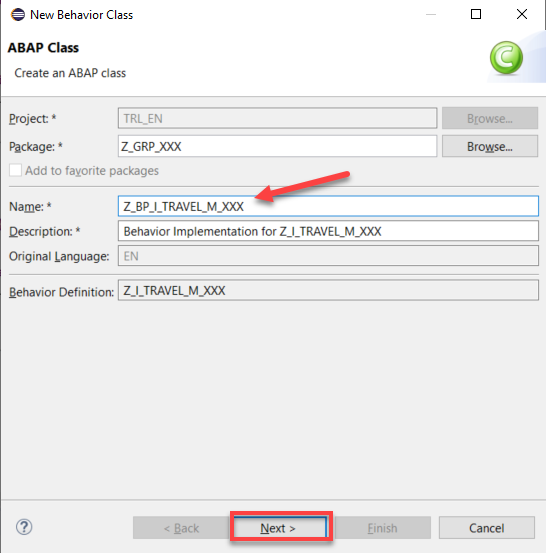 New Behavior Class
ABAP Class
Create an ABAP class
C
Project: * TRL_EN Browse...
Package: * Z_GRP_XXX Browse...
Add to favorite packages
Name: * Z_BP_I_TRAVEL_M_XXX
Description: * Behavior Implementation for Z_I_TRAVEL_M_XXX
Original Language: EN
Behavior Definition: Z_I_TRAVEL_M_XXX
? < Back Next > Finish Cancel